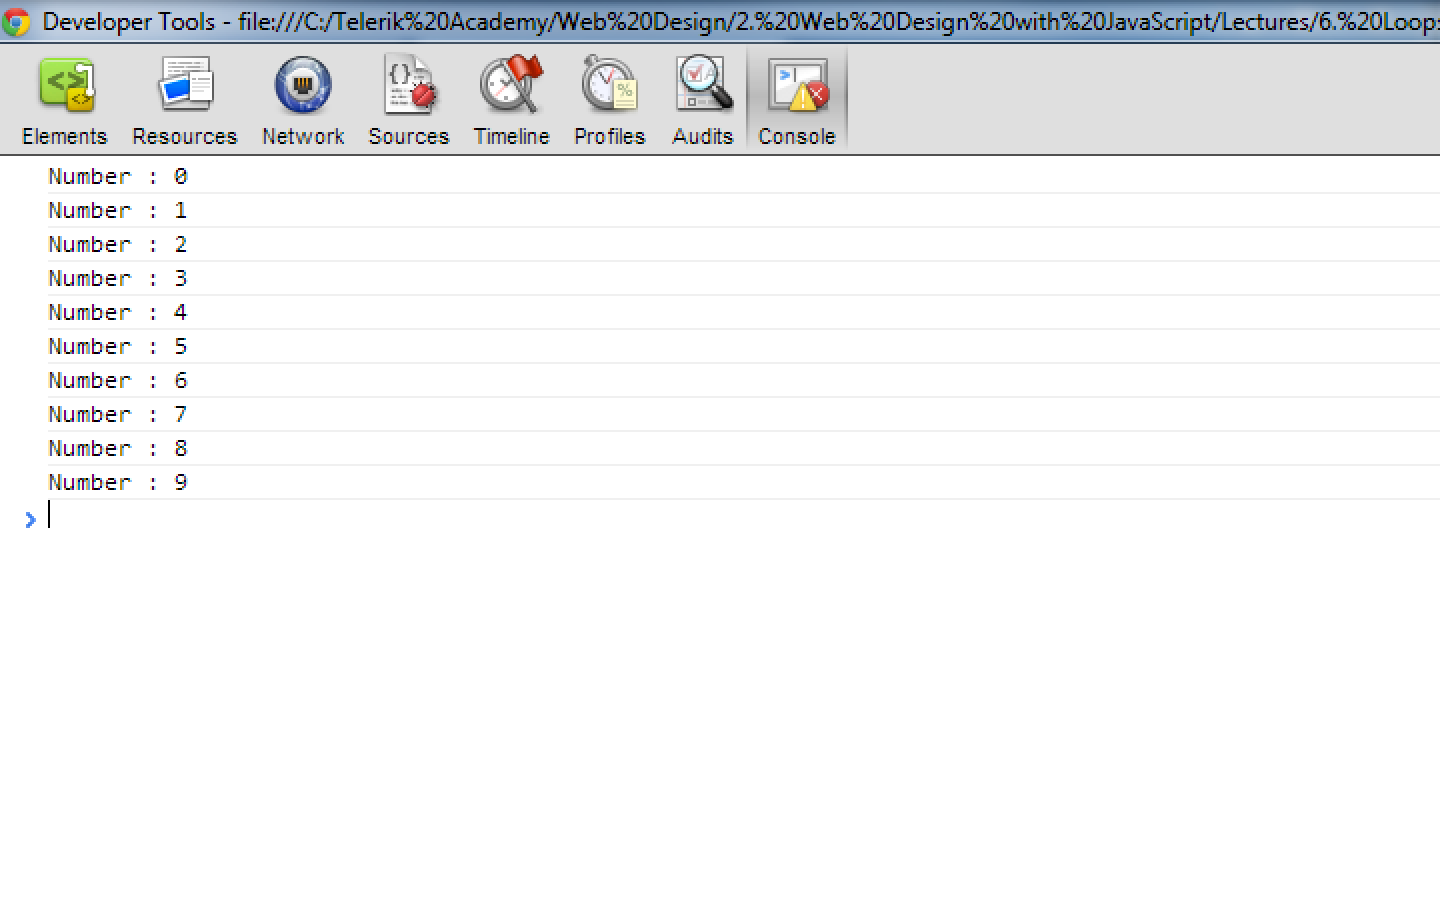 Developer Tools - file:///C:/Telerik%20Academy/Web%20Design/2.%20Web%20Design%20with%20JavaScript/Lectures/6.%20Loop
Elements Resources Network Sources Timeline Profiles Audits Console
Number : 0
Number : 1
Number : 2
Number : 3
Number : 4
Number : 5
Number : 6
Number : 7
Number : 8
Number : 9